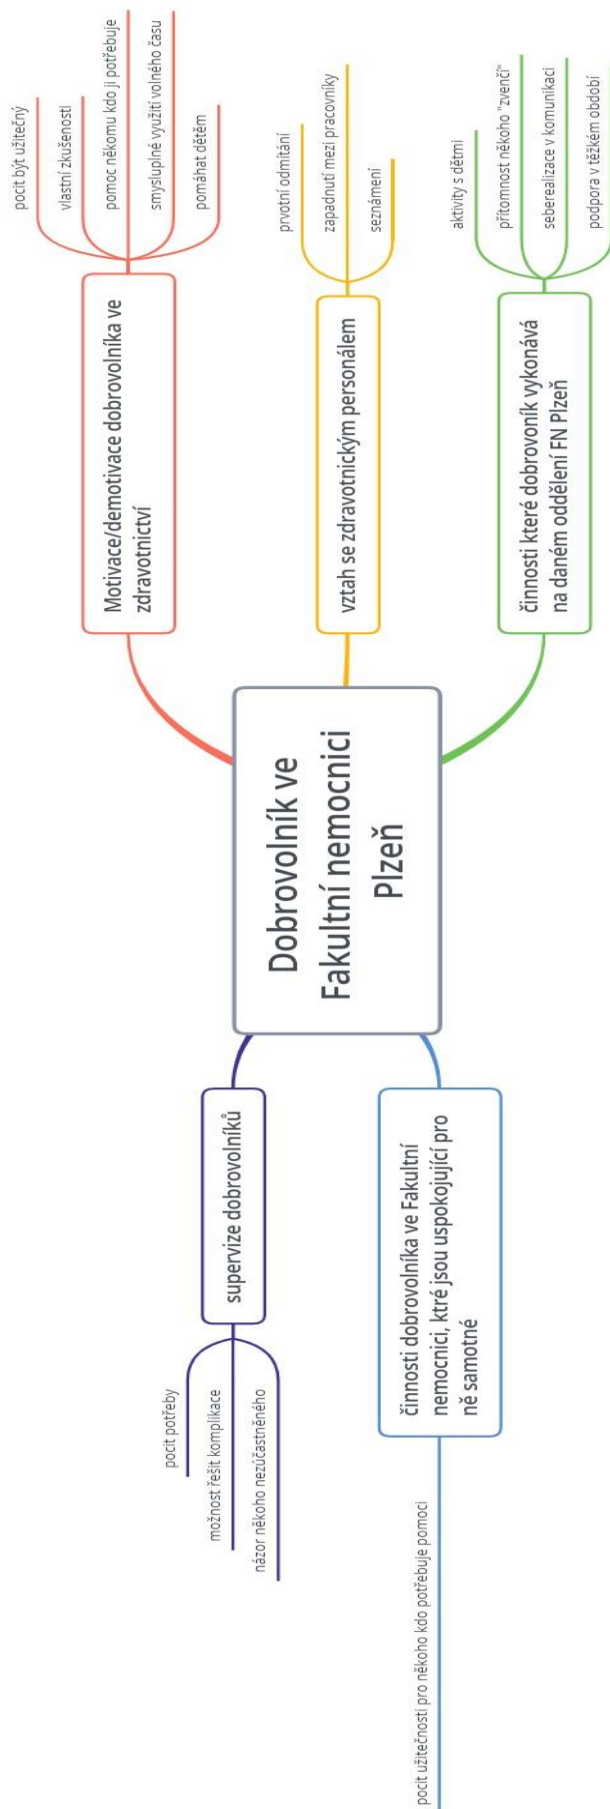 Dobrovolník ve
Fakultní nemocnici
Plzeň
Motivace/demotivace dobrovolníka ve
zdravotnictví
pocit být užitečný
vlastní zkušenosti
pomoc někomu kdo ji potřebuje
smysluplné využití volného času
pomáhat dětěm
vztah se zdravotnickým personálem
prvotní odmítání
zapadnutí mezi pracovníky
seznámení
činnosti které dobrovoník vykonává
na daném oddělení FN Plzeň
aktivity s dětmi
přítomnost někoho "zvenčí"
seberealizace v komunikaci
podpora v těžkém období
supervize dobrovolníků
pocit potřeby
možnost řešit komplikace
názor někoho nezúčastněného
činnosti dobrovolníka ve Fakultní
nemocnici, ktré jsou uspokojující pro
ně samotné
pocit užitečnosti pro někoho kdo potřebuje pomoci